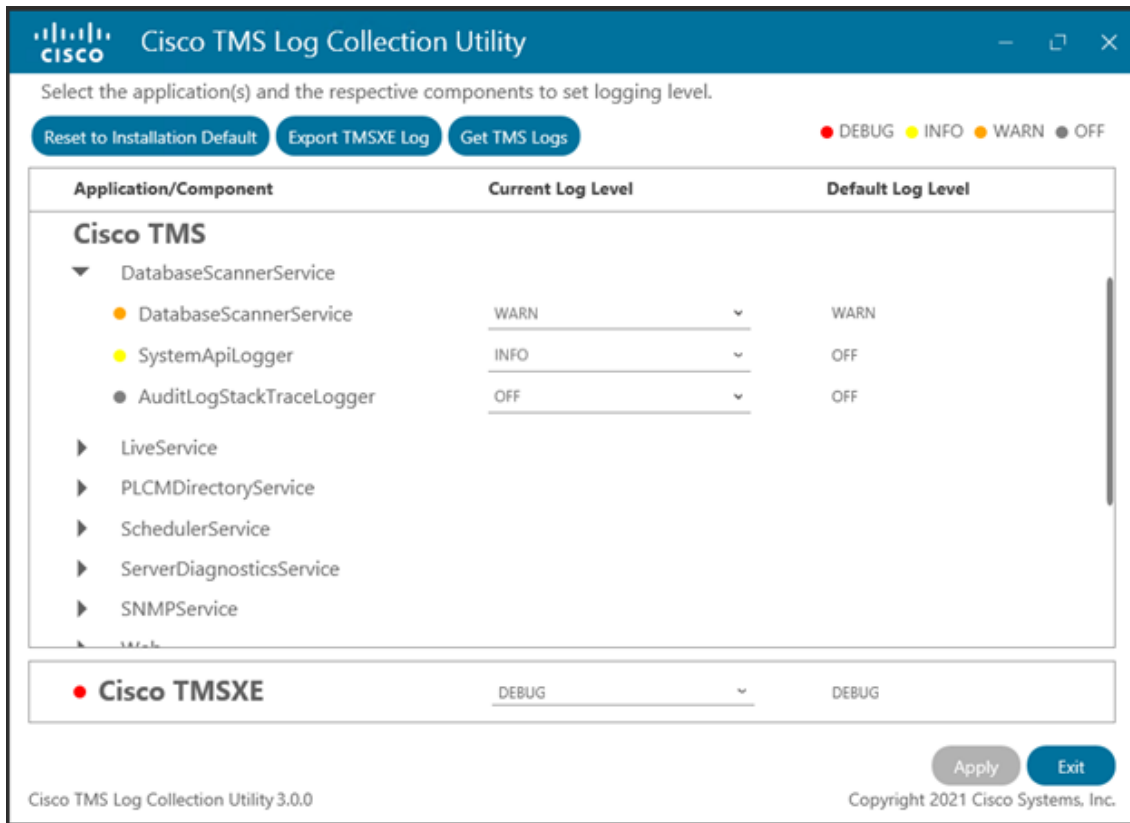 CISCO Cisco TMS Log Collection Utility
Select the application(s) and the respective components to set logging level.
Reset to Installation Default Export TMSXE Log Get TMS Logs DEBUG INFO WARN OFF
Application/Component Current Log Level Default Log Level
Cisco TMS
DatabaseScannerService
DatabaseScannerService WARN WARN
SystemApiLogger INFO OFF
AuditLogStackTraceLogger OFF OFF
LiveService
PLCMDirectoryService
SchedulerService
ServerDiagnosticsService
SNMPService
Cisco TMSXE DEBUG DEBUG
Apply Exit
Cisco TMS Log Collection Utility 3.0.0 Copyright 2021 Cisco Systems, Inc.